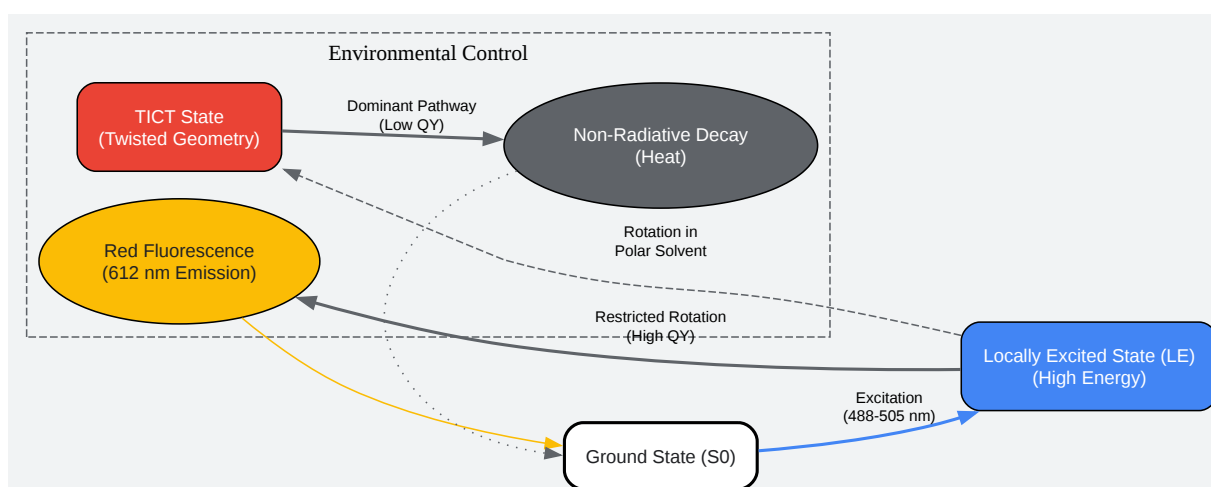 Environmental Control
TICT State
(Twisted Geometry)
Dominant Pathway
(Low QY)
Non-Radiative Decay
(Heat)
Rotation in
Polar Solvent
Red Fluorescence
(612 nm Emission)
Restricted Rotation
(High QY)
Locally Excited State (LE)
(High Energy)
Excitation
(488-505 nm)
Ground State (S0)